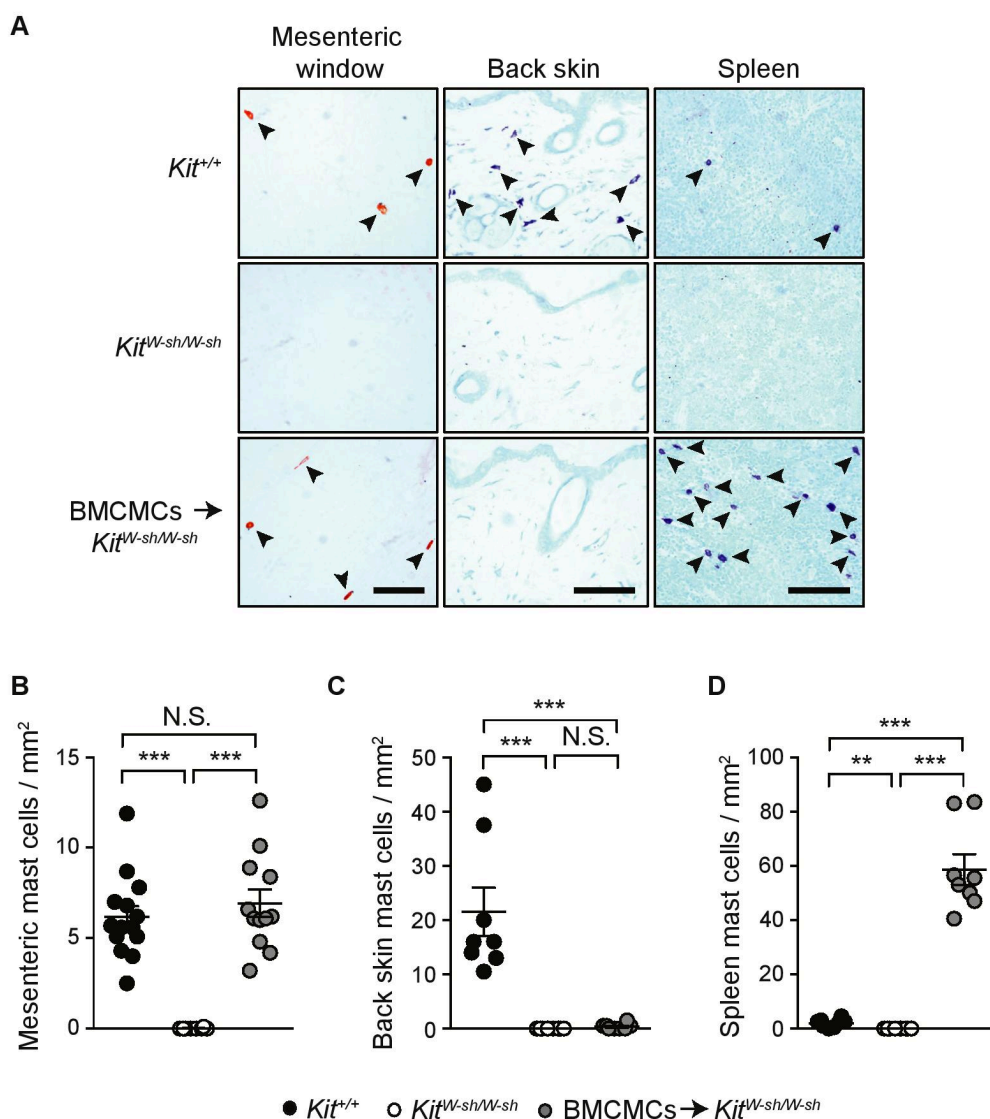 A
Mesenteric
window
Back skin
Spleen
Kit+/+
KitW-sh/W-sh
BMCMCs →
KitW-sh/W-sh
B
Mesenteric mast cells / mm2
N.S.
***
***
15
10
5
0
C
Back skin mast cells / mm2
***
***
N.S.
50
40
30
20
10
0
D
Spleen mast cells / mm2
***
**
***
100
80
60
40
20
0
Kit+/+ KitW-sh/W-sh BMCMCs → KitW-sh/W-sh